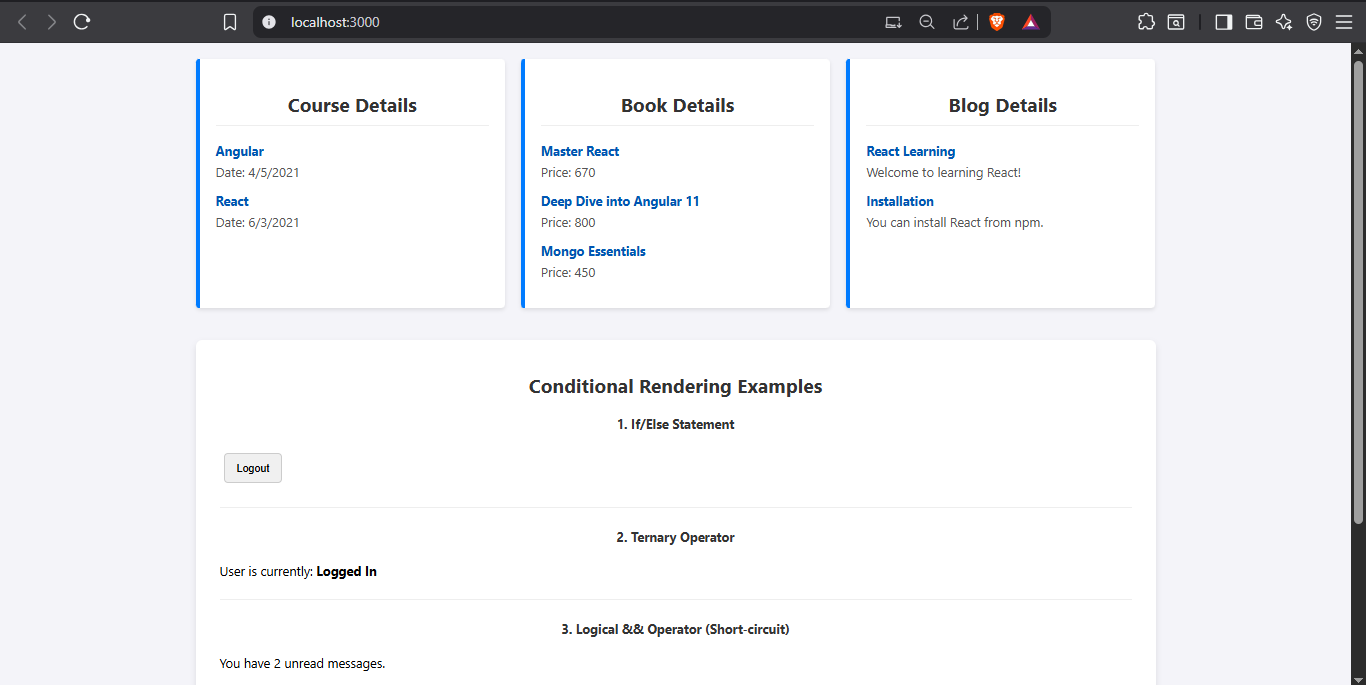 localhost:3000
Course Details
Angular
Date: 4/5/2021
React
Date: 6/3/2021
Book Details
Master React
Price: 670
Deep Dive into Angular 11
Price: 800
Mongo Essentials
Price: 450
Blog Details
React Learning
Welcome to learning React!
Installation
You can install React from npm.
Conditional Rendering Examples
1. If/Else Statement
Logout
2. Ternary Operator
User is currently: Logged In
3. Logical && Operator (Short-circuit)
You have 2 unread messages.